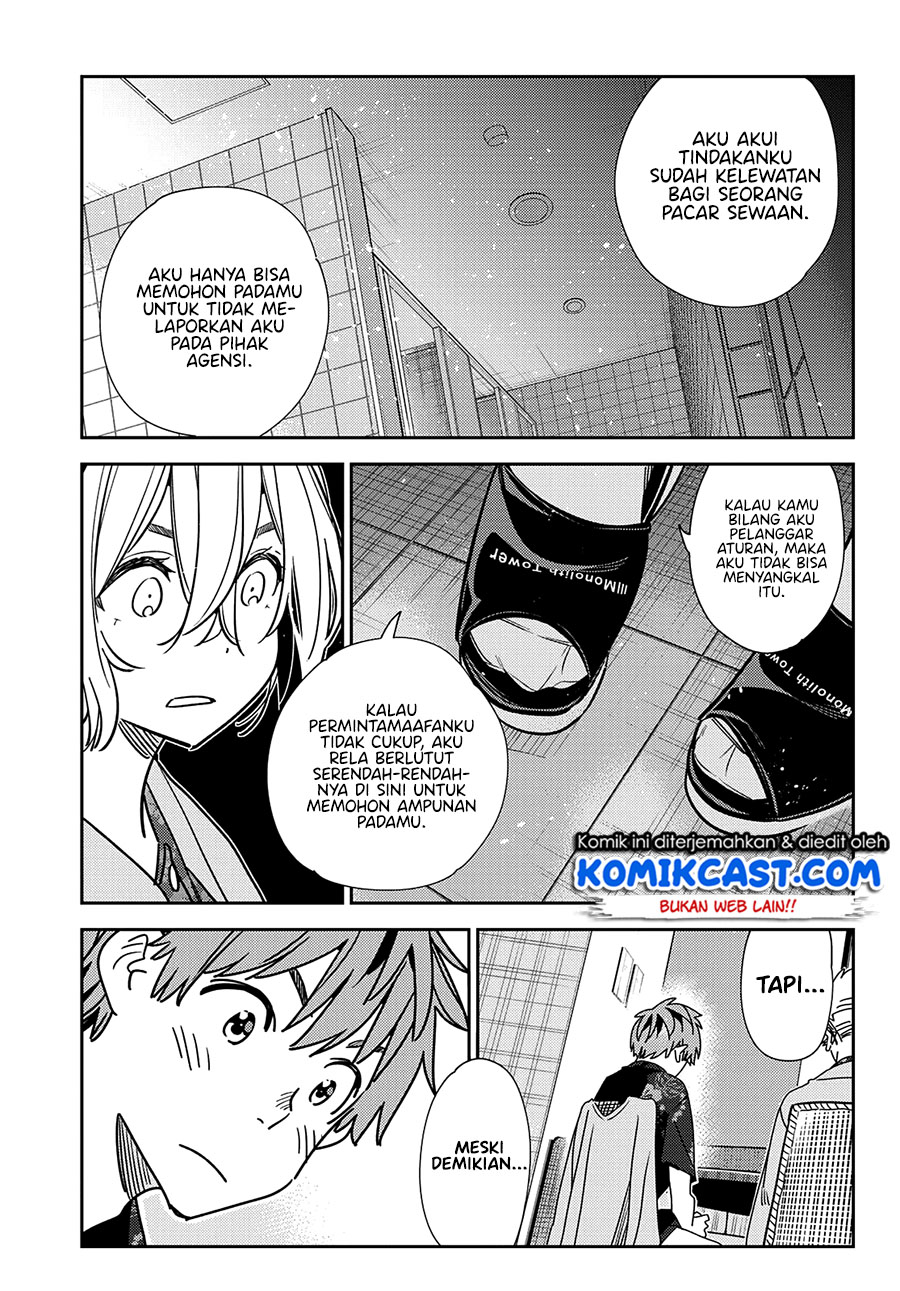 AKU AKUI
TINDAKANKU
SUDAH KELEWATAN
BAGI SEORANG
PACAR SEWAAN.
AKU HANYA BISA
MEMOHON PADAMU
UNTUK TIDAK ME-
LAPORKAN AKU
PADA PIHAK
AGENSI.
KALAU KAMU
BILANG AKU
PELANGGAR
ATURAN, MAKA
AKU TIDAK BISA
MENYANGKAL
ITU.
Monolith Tower
Monolith Tower
KALAU
PERMINTAMAAFANKU
TIDAK CUKUP, AKU
RELA BERLUTUT
SERENDAH-RENDAH-
NYA DI SINI UNTUK
MEMOHON AMPUNAN
PADAMU.
Komik ini diterjemahkan & diedit oleh
KOMIKCAST.COM
BUKAN WEB LAIN!!
TAPI...
MESKI
DEMIKIAN...